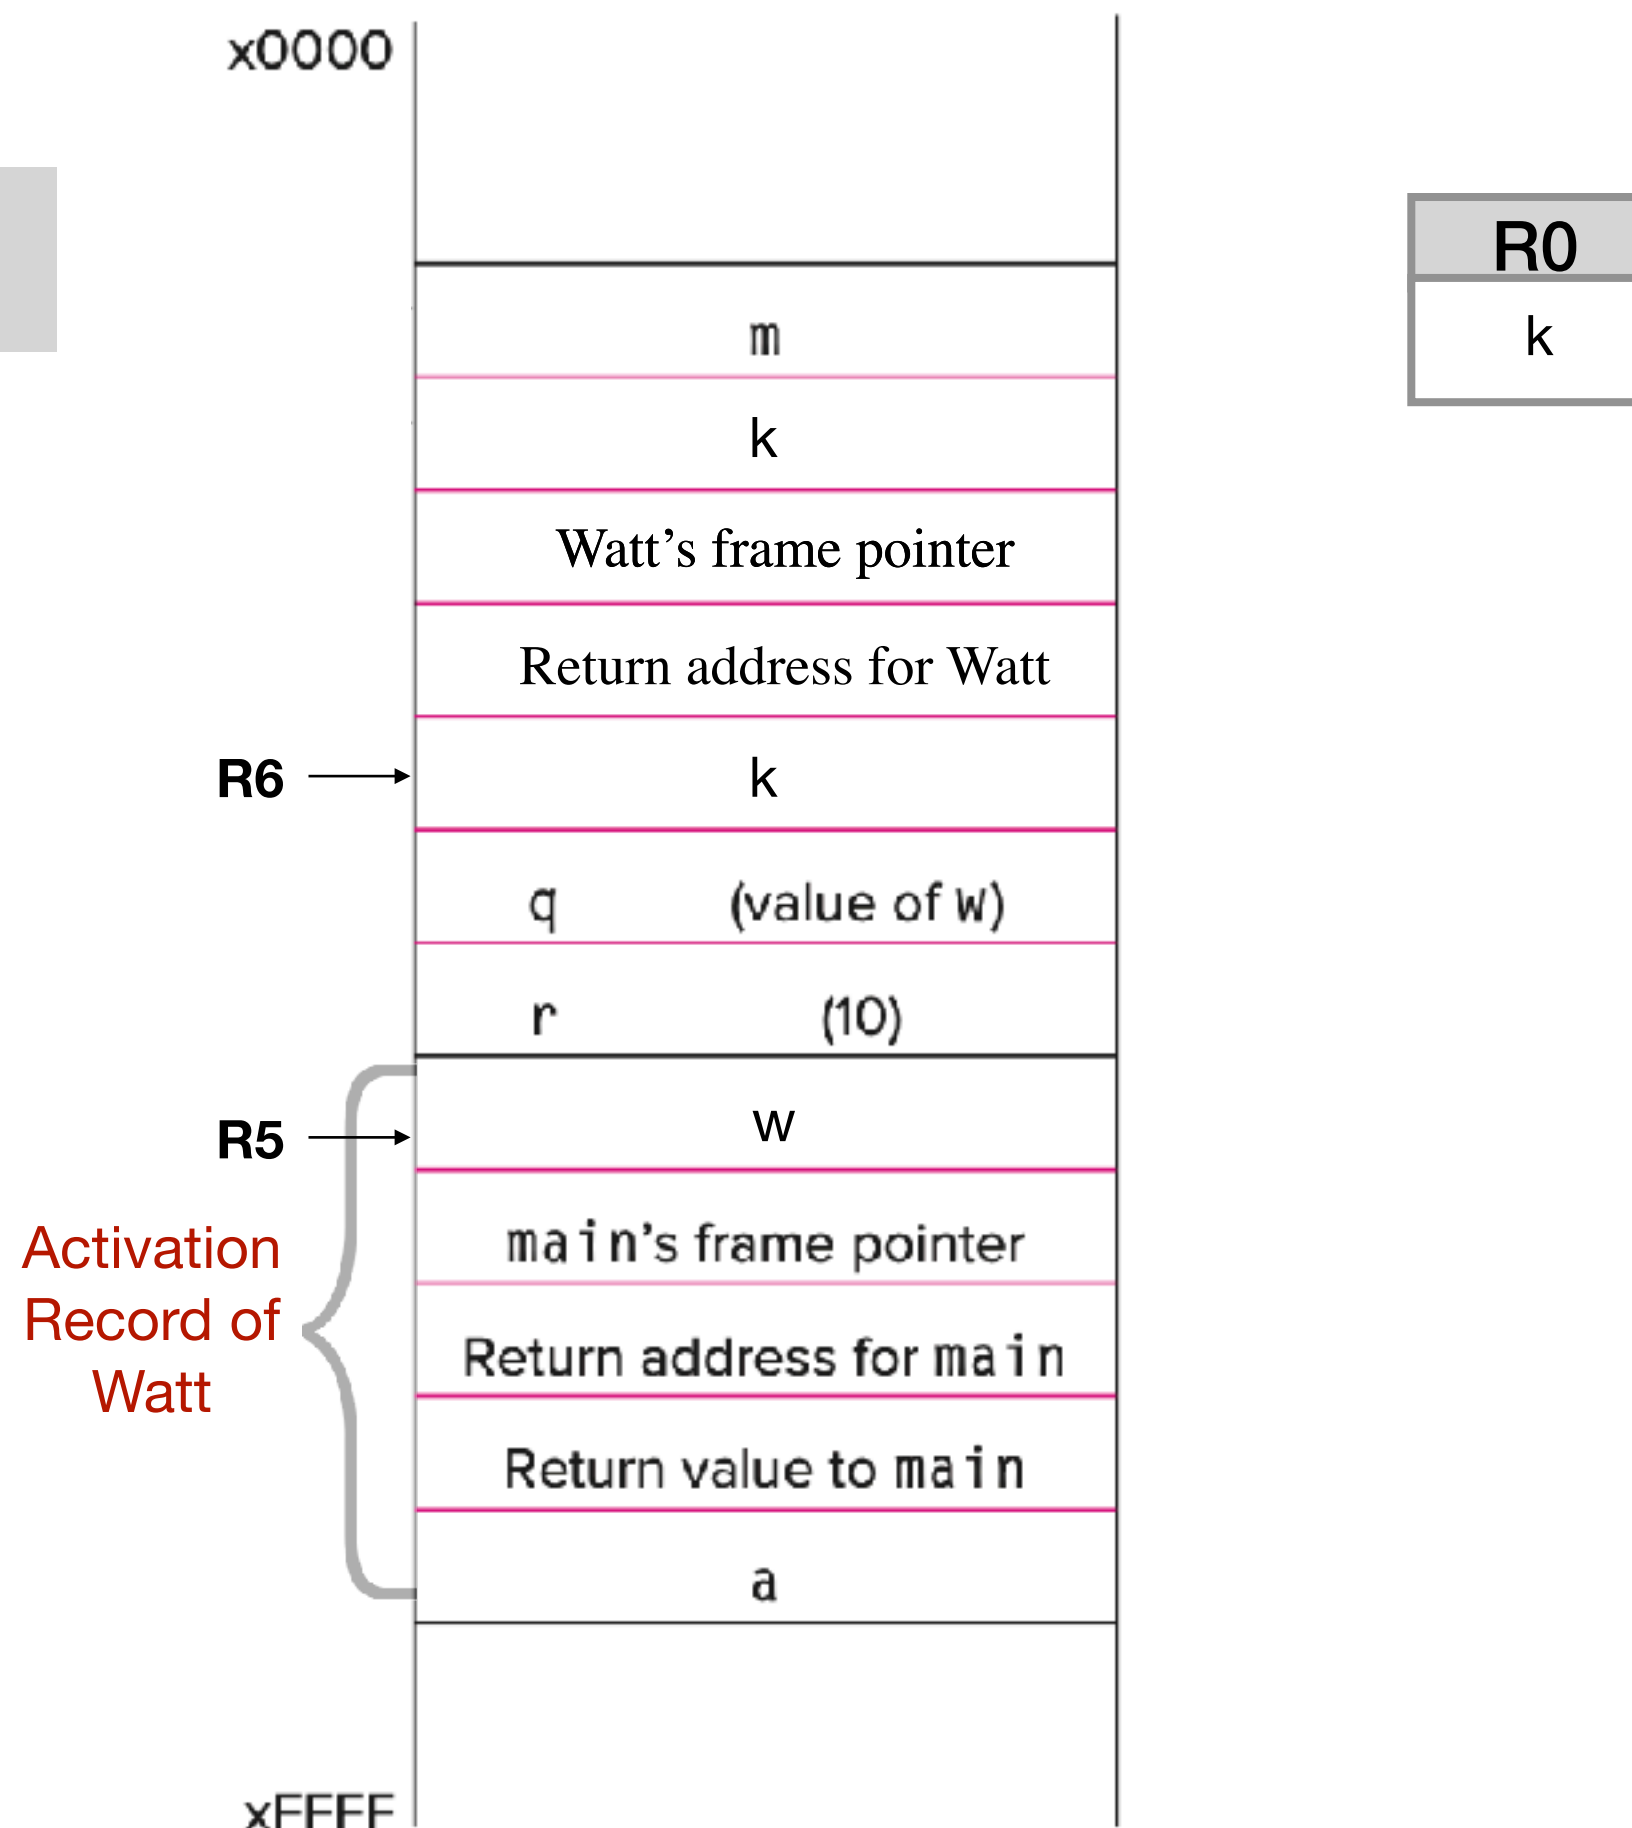 x0000
R0
m
k
k
Watt’s frame pointer
Return address for Watt
R6
k
q (value of w)
r (10)
R5
w
main’s frame pointer
Activation
Record of
Watt
Return address for main
Return value to main
a
xFFFF